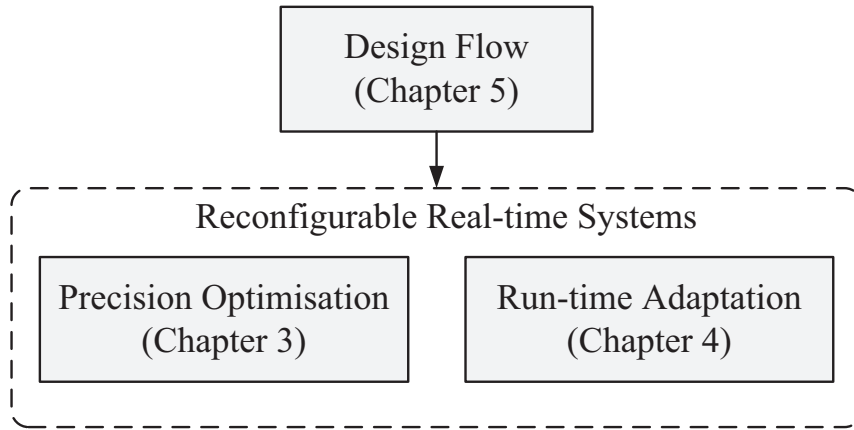 Design Flow
(Chapter 5)
Reconfigurable Real-time Systems
Precision Optimisation
(Chapter 3)
Run-time Adaptation
(Chapter 4)